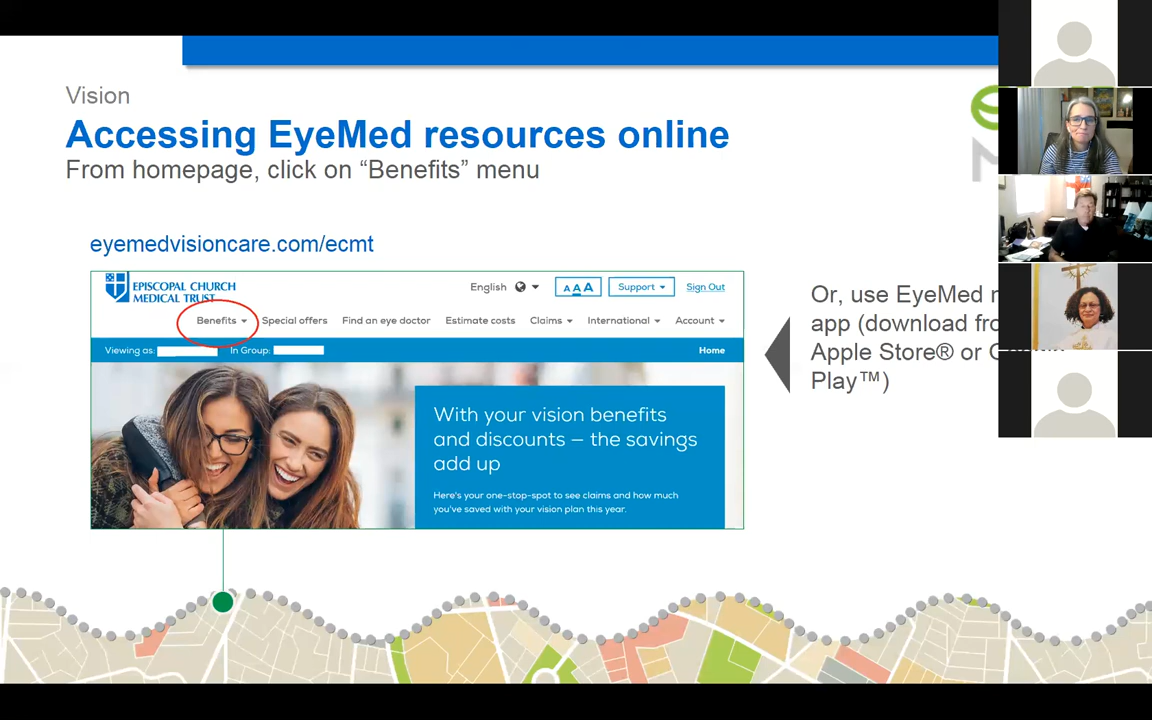 Vision
Accessing EyeMed resources online
From homepage, click on “Benefits” menu
eyemedvisioncare.com/ecmt
EPISCOPAL CHURCH
MEDICAL TRUST
English
Support
Sign Out
Benefits
Special offers
Find an eye doctor
Estimate costs
Claims
International
Account
Viewing as:
In Group:
Home
With your vision benefits
and discounts – the savings
add up
Here's your one-stop-spot to see claims and how much
you've saved with your vision plan this year.
Or, use EyeMed
app (download
Apple Store® or
Play™)
AAA